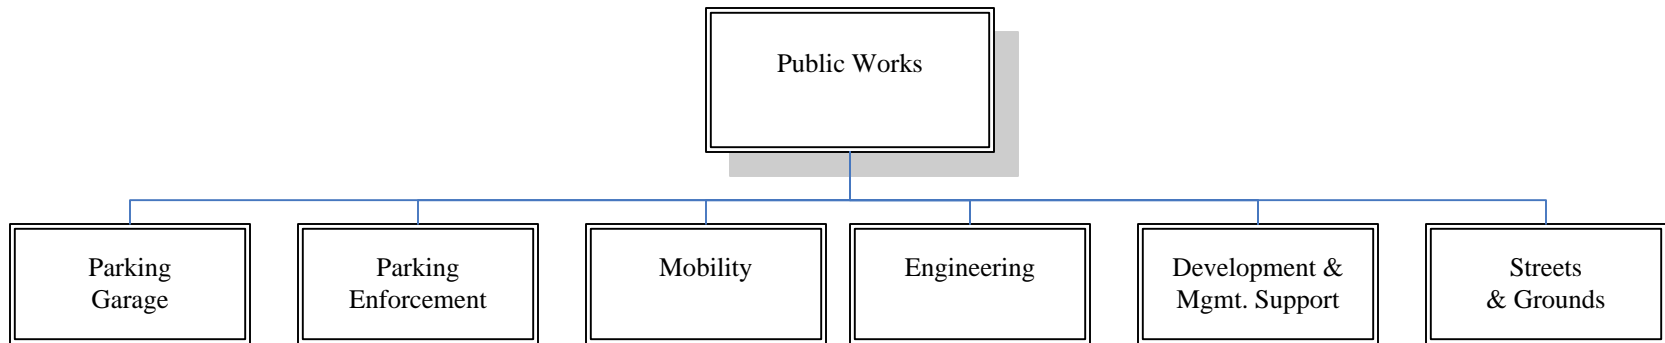 Public Works
Parking
Garage
Parking
Enforcement
Mobility
Engineering
Development &
Mgmt. Support
Streets
& Grounds